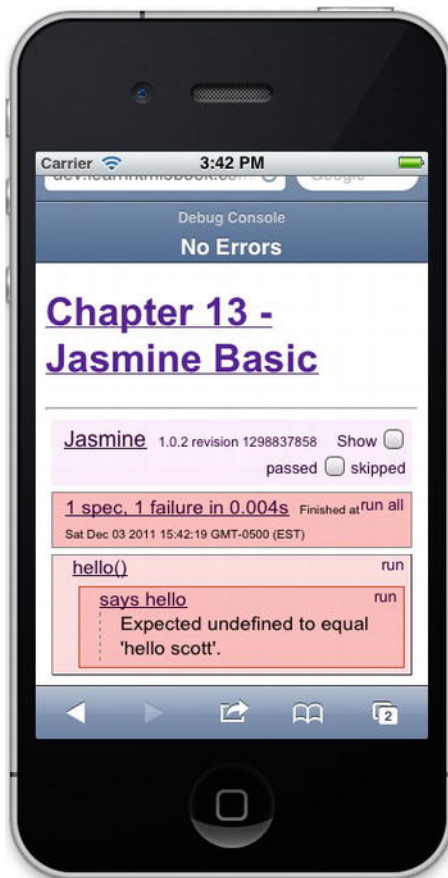 Carrier 3:42 PM
Debug Console
No Errors
Chapter 13 -
Jasmine Basic
Jasmine 1.0.2 revision 1298837858 Show
passed skipped
1 spec, 1 failure in 0.004s Finished at run all
Sat Dec 03 2011 15:42:19 GMT-0500 (EST)
hello() run
says hello run
Expected undefined to equal
'hello scott'.
2